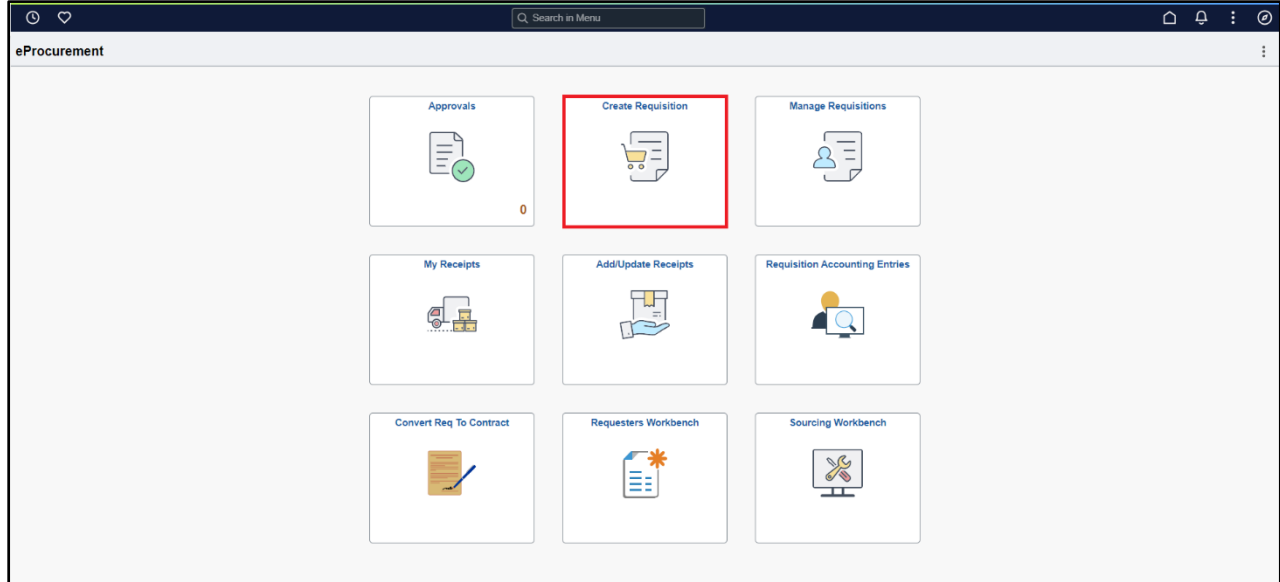 Search in Menu
eProcurement
Approvals
Create Requisition
Manage Requisitions
0
My Receipts
Add/Update Receipts
Requisition Accounting Entries
Convert Req To Contract
Requesters Workbench
Sourcing Workbench